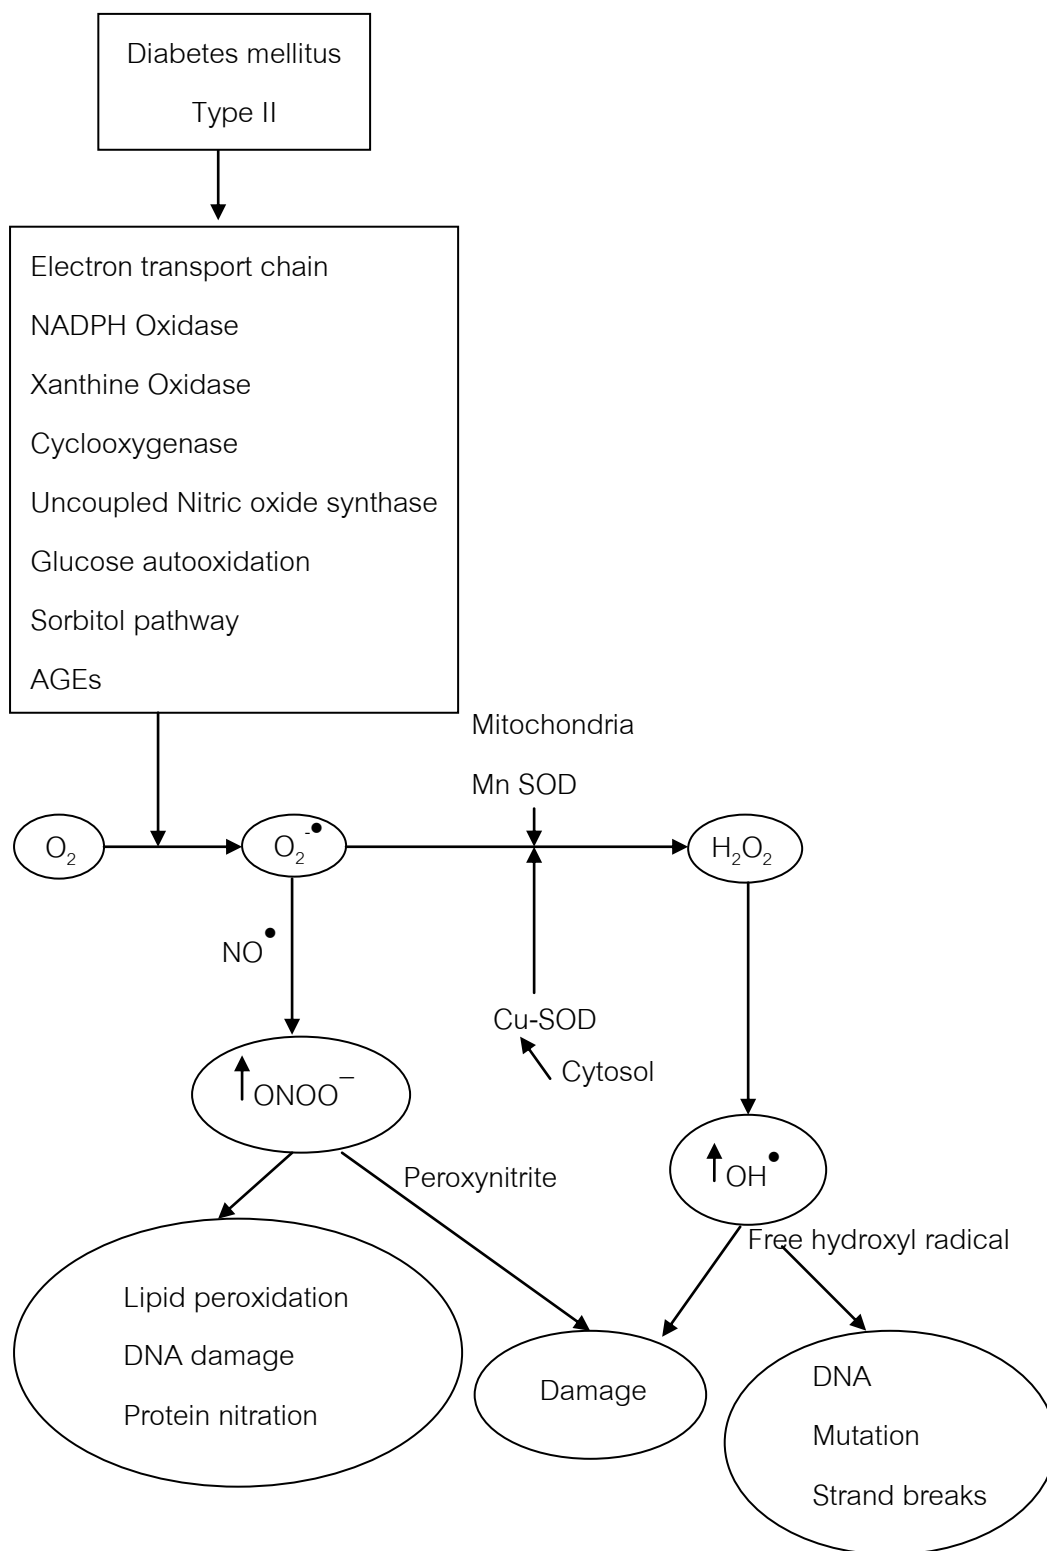 Diabetes mellitus
Type II
Electron transport chain
NADPH Oxidase
Xanthine Oxidase
Cyclooxygenase
Uncoupled Nitric oxide synthase
Glucose autooxidation
Sorbitol pathway
AGEs
Mitochondria
Mn SOD
O₂
O₂⁻●
H₂O₂
NO●
Cu-SOD
Cytosol
↑ ONOO⁻
Peroxynitrite
↑ OH●
Free hydroxyl radical
Lipid peroxidation
DNA damage
Protein nitration
Damage
DNA
Mutation
Strand breaks